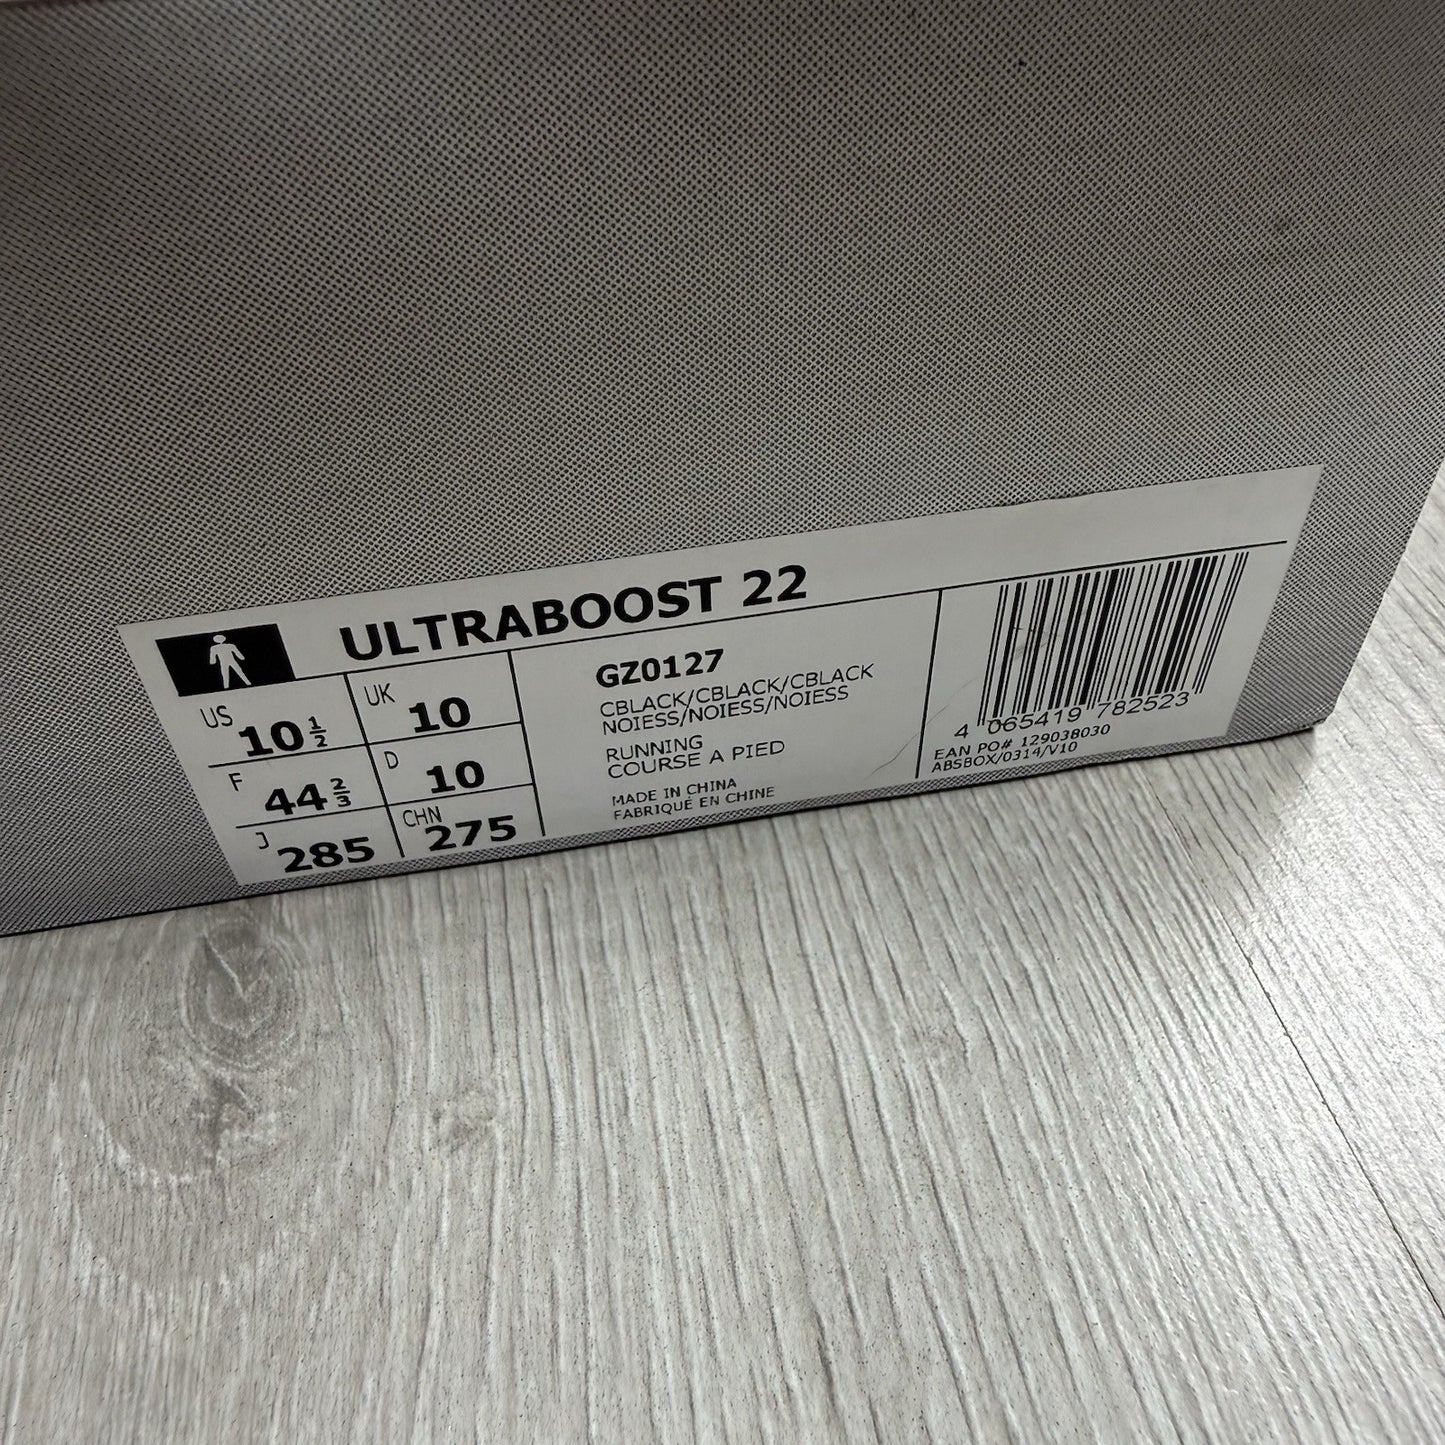 ULTRABOOST 22
US 10 1/2 UK 10
F 44 2/3 D 10
J 285 CHN 275
GZ0127
CBLACK/CBLACK/CBLACK
NOIESS/NOIESS/NOIESS
RUNNING
COURSE A PIED
MADE IN CHINA
FABRIQUÉ EN CHINE
4 065419 782523
EAN PO# 129038030
ABSBOX/0314/V10